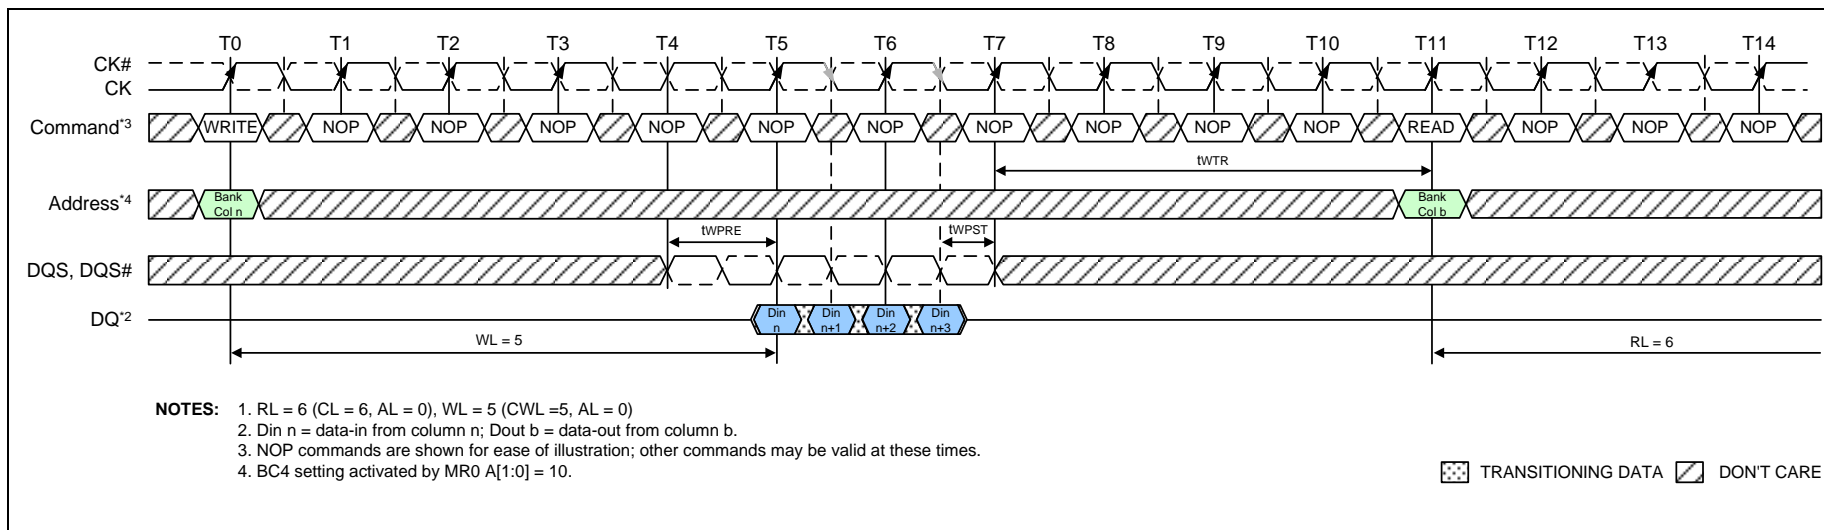 T0 T1 T2 T3 T4 T5 T6 T7 T8 T9 T10 T11 T12 T13 T14
CK#
CK
Command*3 WRITE NOP NOP NOP NOP NOP NOP NOP NOP NOP NOP READ NOP NOP NOP
tWTR
Address*4 Bank Col n Bank Col b
tWPRE tWPST
DQS, DQS#
DQ*2 Din n Din n+1 Din n+2 Din n+3
WL = 5 RL = 6
NOTES: 1. RL = 6 (CL = 6, AL = 0), WL = 5 (CWL =5, AL = 0)
2. Din n = data-in from column n; Dout b = data-out from column b.
3. NOP commands are shown for ease of illustration; other commands may be valid at these times.
4. BC4 setting activated by MR0 A[1:0] = 10.
TRANSITIONING DATA DON'T CARE